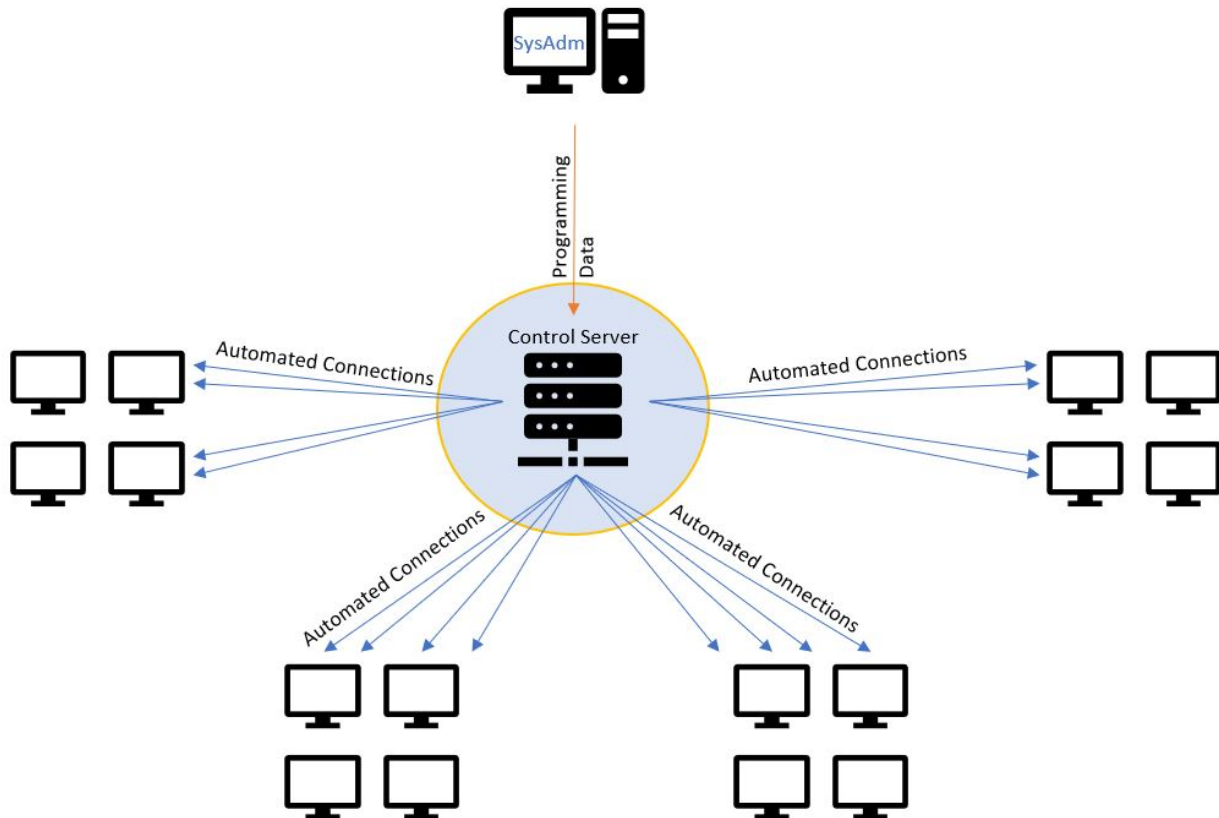 SysAdm
Programming
Data
Control Server
Automated Connections
Automated Connections
Automated Connections
Automated Connections